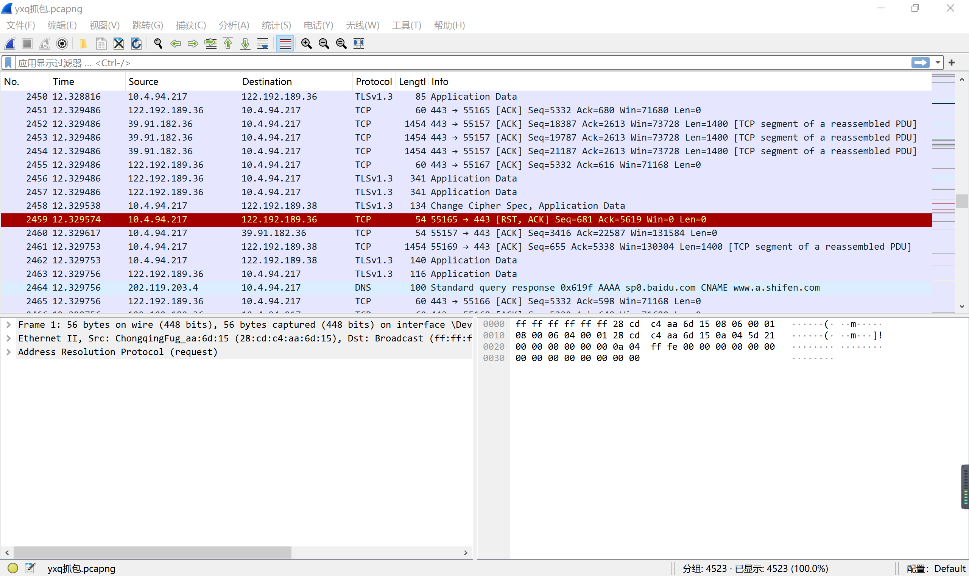 yxq抓包.pcapng
文件(F) 编辑(E) 视图(V) 跳转(G) 捕获(C) 分析(A) 统计(S) 电话(Y) 无线(W) 工具(T) 帮助(H)
应用显示过滤器 … <Ctrl-/>
No. Time Source Destination Protocol Lengtl Info
2450 12.328816 10.4.94.217 122.192.189.36 TLSv1.3 85 Application Data
2451 12.329486 122.192.189.36 10.4.94.217 TCP 60 443 → 55165 [ACK] Seq=5332 Ack=680 Win=71680 Len=0
2452 12.329486 39.91.182.36 10.4.94.217 TCP 1454 443 → 55157 [ACK] Seq=18387 Ack=2613 Win=73728 Len=1400 [TCP segment of a reassembled PDU]
2453 12.329486 39.91.182.36 10.4.94.217 TCP 1454 443 → 55157 [ACK] Seq=19787 Ack=2613 Win=73728 Len=1400 [TCP segment of a reassembled PDU]
2454 12.329486 39.91.182.36 10.4.94.217 TCP 1454 443 → 55157 [ACK] Seq=21187 Ack=2613 Win=73728 Len=1400 [TCP segment of a reassembled PDU]
2455 12.329486 122.192.189.36 10.4.94.217 TCP 60 443 → 55167 [ACK] Seq=5332 Ack=616 Win=71168 Len=0
2456 12.329486 122.192.189.36 10.4.94.217 TLSv1.3 341 Application Data
2457 12.329486 122.192.189.36 10.4.94.217 TLSv1.3 341 Application Data
2458 12.329538 10.4.94.217 122.192.189.38 TLSv1.3 134 Change Cipher Spec, Application Data
2459 12.329574 10.4.94.217 122.192.189.36 TCP 54 55165 → 443 [RST, ACK] Seq=681 Ack=5619 Win=0 Len=0
2460 12.329617 10.4.94.217 39.91.182.36 TCP 54 55157 → 443 [ACK] Seq=3416 Ack=22587 Win=131584 Len=0
2461 12.329753 10.4.94.217 122.192.189.38 TCP 1454 55169 → 443 [ACK] Seq=655 Ack=5338 Win=130304 Len=1400 [TCP segment of a reassembled PDU]
2462 12.329753 10.4.94.217 122.192.189.38 TLSv1.3 140 Application Data
2463 12.329756 122.192.189.36 10.4.94.217 TLSv1.3 116 Application Data
2464 12.329756 202.119.203.4 10.4.94.217 DNS 100 Standard query response 0x619f AAAA sp0.baidu.com CNAME www.a.shifen.com
2465 12.329756 122.192.189.36 10.4.94.217 TCP 60 443 → 55166 [ACK] Seq=5332 Ack=598 Win=71168 Len=0
Frame 1: 56 bytes on wire (448 bits), 56 bytes captured (448 bits) on interface \Dev
Ethernet II, Src: ChongqingFug_aa:6d:15 (28:cd:c4:aa:6d:15), Dst: Broadcast (ff:ff:f
Address Resolution Protocol (request)
0000 ff ff ff ff ff ff 28 cd c4 aa 6d 15 08 06 00 01 ······(· ··m·····
0010 08 00 06 04 00 01 28 cd c4 aa 6d 15 0a 04 5d 21 ······(· ··m···]!
0020 00 00 00 00 00 00 0a 04 ff fe 00 00 00 00 00 00 ········ ········
0030 00 00 00 00 00 00 00 00 ········
yxq抓包.pcapng
分组: 4523 · 已显示: 4523 (100.0%)
配置: Default